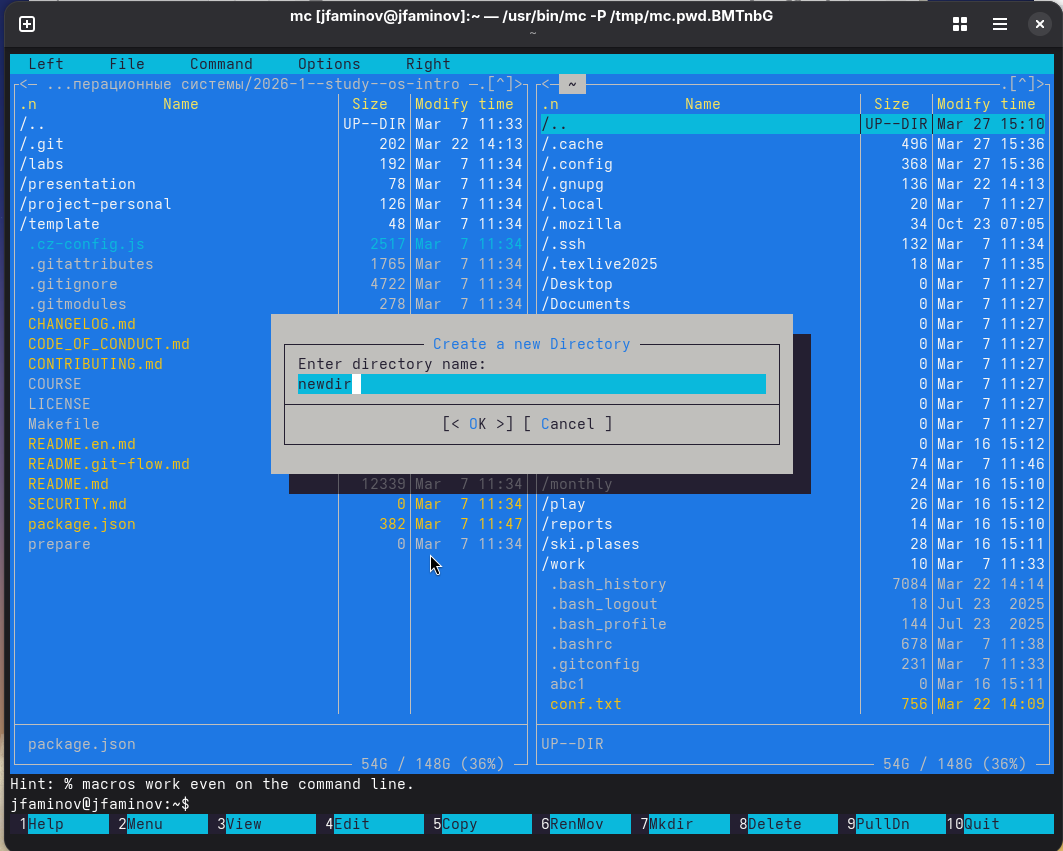 mc [jfaminov@jfaminov]:~ — /usr/bin/mc -P /tmp/mc.pwd.BMTnbG
~
Left File Command Options Right
<— ...перационные системы/2026-1--study--os-intro —.[^]> <— ~ .[^]>
.n Name Size Modify time .n Name Size Modify time
/.. UP--DIR Mar 7 11:33 /.. UP--DIR Mar 27 15:10
/.git 202 Mar 22 14:13 /.cache 496 Mar 27 15:36
/labs 192 Mar 7 11:34 /.config 368 Mar 27 15:36
/presentation 78 Mar 7 11:34 /.gnupg 136 Mar 22 14:13
/project-personal 126 Mar 7 11:34 /.local 20 Mar 7 11:27
/template 48 Mar 7 11:34 /.mozilla 34 Oct 23 07:05
.cz-config.js 2517 Mar 7 11:34 /.ssh 132 Mar 7 11:34
.gitattributes 1765 Mar 7 11:34 /.texlive2025 18 Mar 7 11:35
.gitignore 4722 Mar 7 11:34 /Desktop 0 Mar 7 11:27
.gitmodules 278 Mar 7 11:34 /Documents 0 Mar 7 11:27
CHANGELOG.md 0 Mar 7 11:27
CODE_OF_CONDUCT.md Create a new Directory 0 Mar 7 11:27
CONTRIBUTING.md Enter directory name: 0 Mar 7 11:27
COURSE newdir 0 Mar 7 11:27
LICENSE 0 Mar 7 11:27
Makefile [< OK >] [ Cancel ] 0 Mar 7 11:27
README.en.md 0 Mar 16 15:12
README.git-flow.md 74 Mar 7 11:46
README.md 12339 Mar 7 11:34 /monthly 24 Mar 16 15:10
SECURITY.md 0 Mar 7 11:34 /play 26 Mar 16 15:12
package.json 382 Mar 7 11:47 /reports 14 Mar 16 15:10
prepare 0 Mar 7 11:34 /ski.plases 28 Mar 16 15:11
/work 10 Mar 7 11:33
.bash_history 7084 Mar 22 14:14
.bash_logout 18 Jul 23 2025
.bash_profile 144 Jul 23 2025
.bashrc 678 Mar 7 11:38
.gitconfig 231 Mar 7 11:33
abc1 0 Mar 16 15:11
conf.txt 756 Mar 22 14:09
package.json UP--DIR
54G / 148G (36%) 54G / 148G (36%)
Hint: % macros work even on the command line.
jfaminov@jfaminov:~$
1Help 2Menu 3View 4Edit 5Copy 6RenMov 7Mkdir 8Delete 9PullDn 10Quit